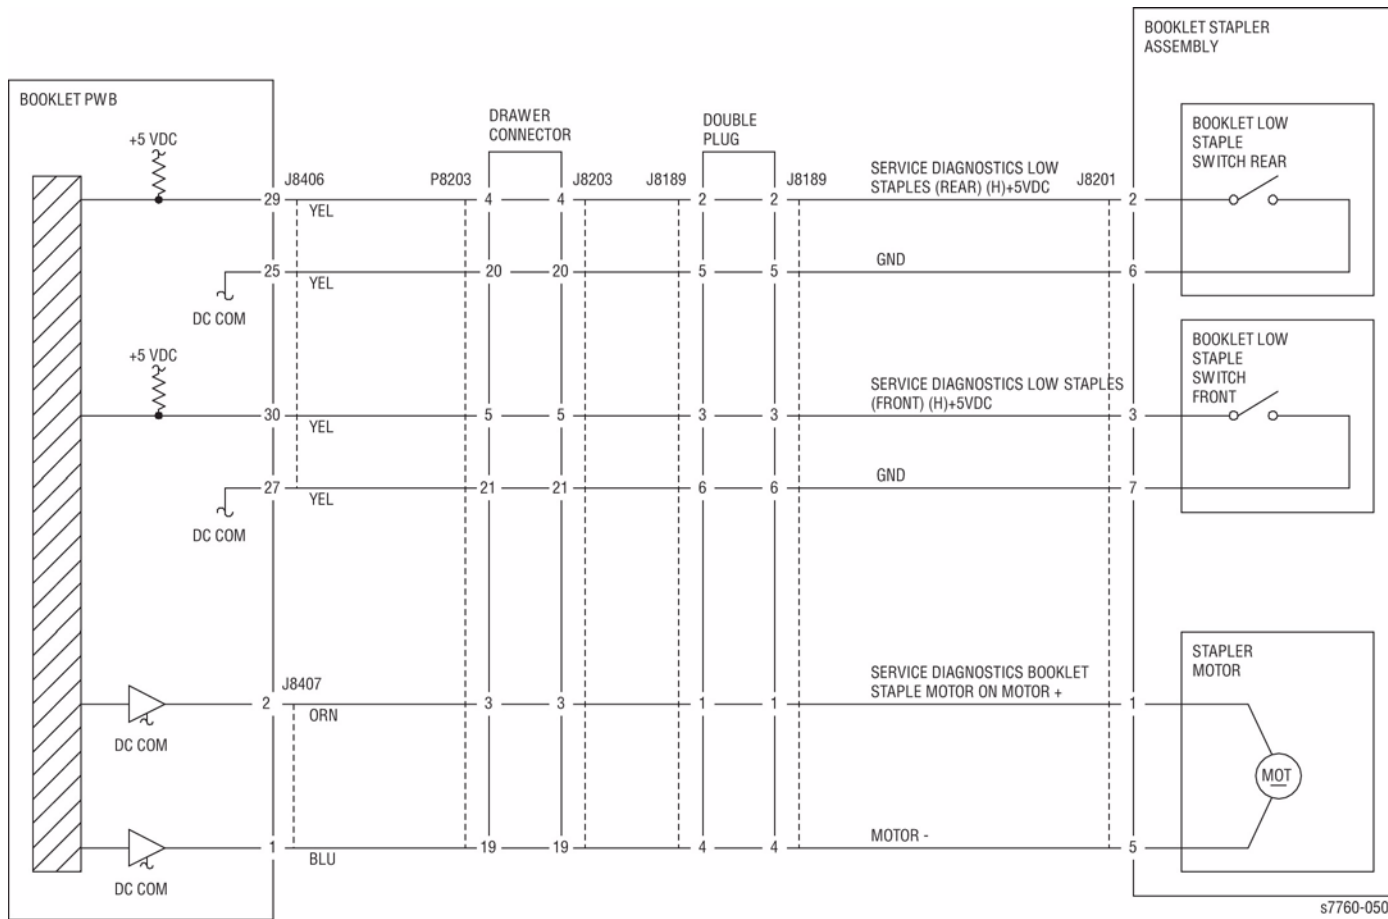 BOOKLET STAPLER
ASSEMBLY
BOOKLET PWB
DRAWER
CONNECTOR
DOUBLE
PLUG
BOOKLET LOW
STAPLE
SWITCH REAR
+5 VDC
J8406
P8203
J8203
J8189
J8189
SERVICE DIAGNOSTICS LOW
STAPLES (REAR) (H)+5VDC
J8201
29
YEL
4
4
2
2
2
25
YEL
20
20
5
5
GND
6
DC COM
+5 VDC
BOOKLET LOW
STAPLE
SWITCH
FRONT
SERVICE DIAGNOSTICS LOW STAPLES
(FRONT) (H)+5VDC
30
YEL
5
5
3
3
3
27
YEL
21
21
6
6
GND
7
DC COM
STAPLER
MOTOR
J8407
SERVICE DIAGNOSTICS BOOKLET
STAPLE MOTOR ON MOTOR +
2
ORN
3
3
1
1
1
DC COM
MOT
1
BLU
19
19
4
4
MOTOR -
5
DC COM
s7760-050